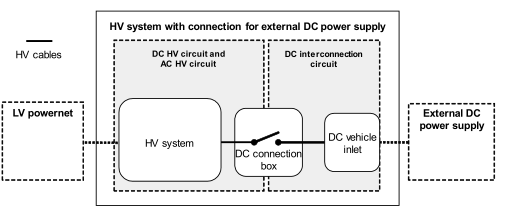 HV system with connection for external DC power supply
HV cables
DC HV circuit and
AC HV circuit
DC interconnection
circuit
LV powernet
External DC
power supply
HV system
DC connection
box
DC vehicle
inlet